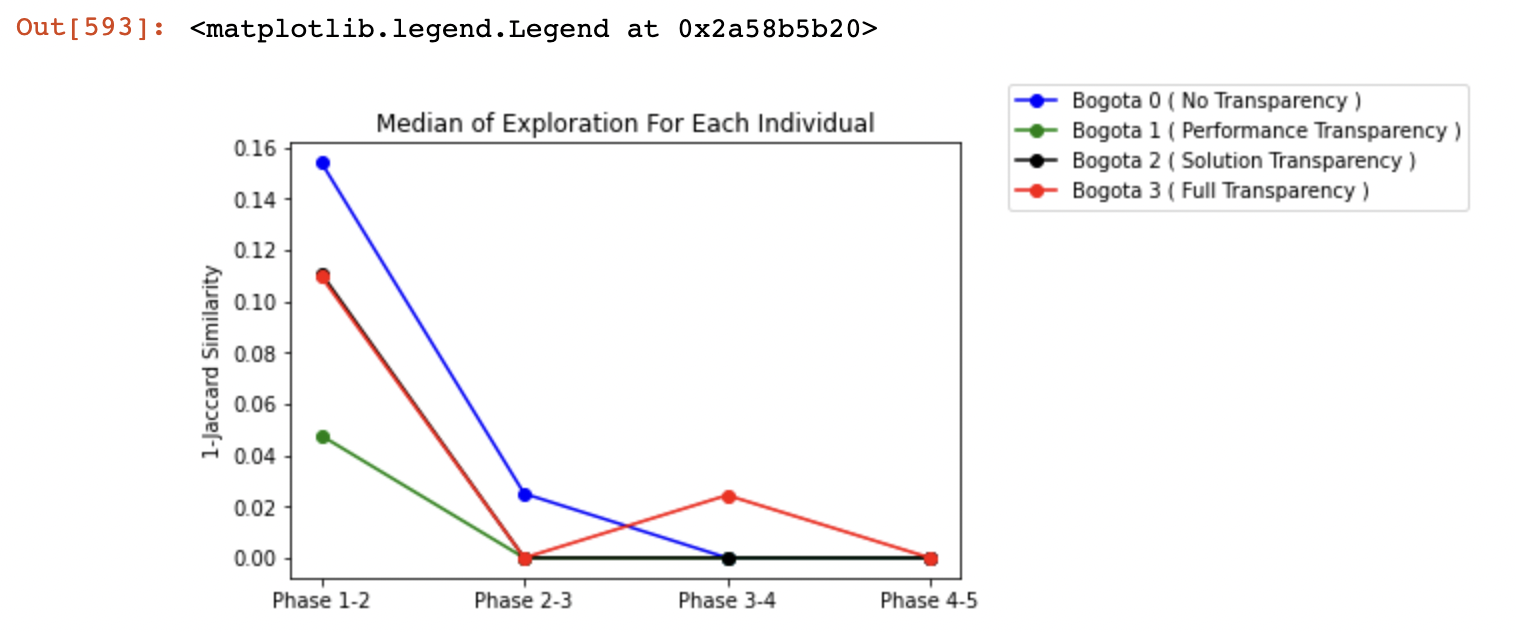 Out[593]: <matplotlib.legend.Legend at 0x2a58b5b20>
Median of Exploration For Each Individual
1-Jaccard Similarity
0.16
0.14
0.12
0.10
0.08
0.06
0.04
0.02
0.00
Phase 1-2 Phase 2-3 Phase 3-4 Phase 4-5
Bogota 0 ( No Transparency )
Bogota 1 ( Performance Transparency )
Bogota 2 ( Solution Transparency )
Bogota 3 ( Full Transparency )